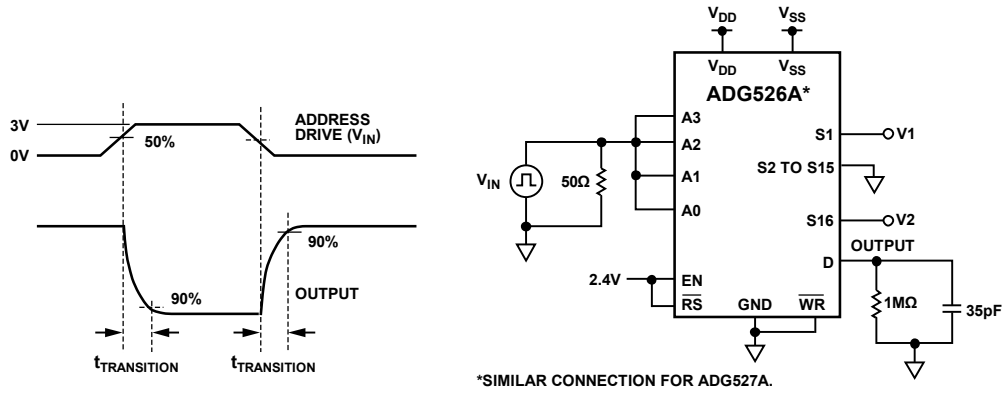 3V
0V
50%
ADDRESS
DRIVE (VIN)
90%
90%
OUTPUT
tTRANSITION
tTRANSITION
VDD
VSS
VDD
VSS
ADG526A*
A3
A2
A1
A0
VIN
50Ω
S1
V1
S2 TO S15
S16
V2
OUTPUT
D
2.4V
EN
RS
GND
WR
1MΩ
35pF
*SIMILAR CONNECTION FOR ADG527A.